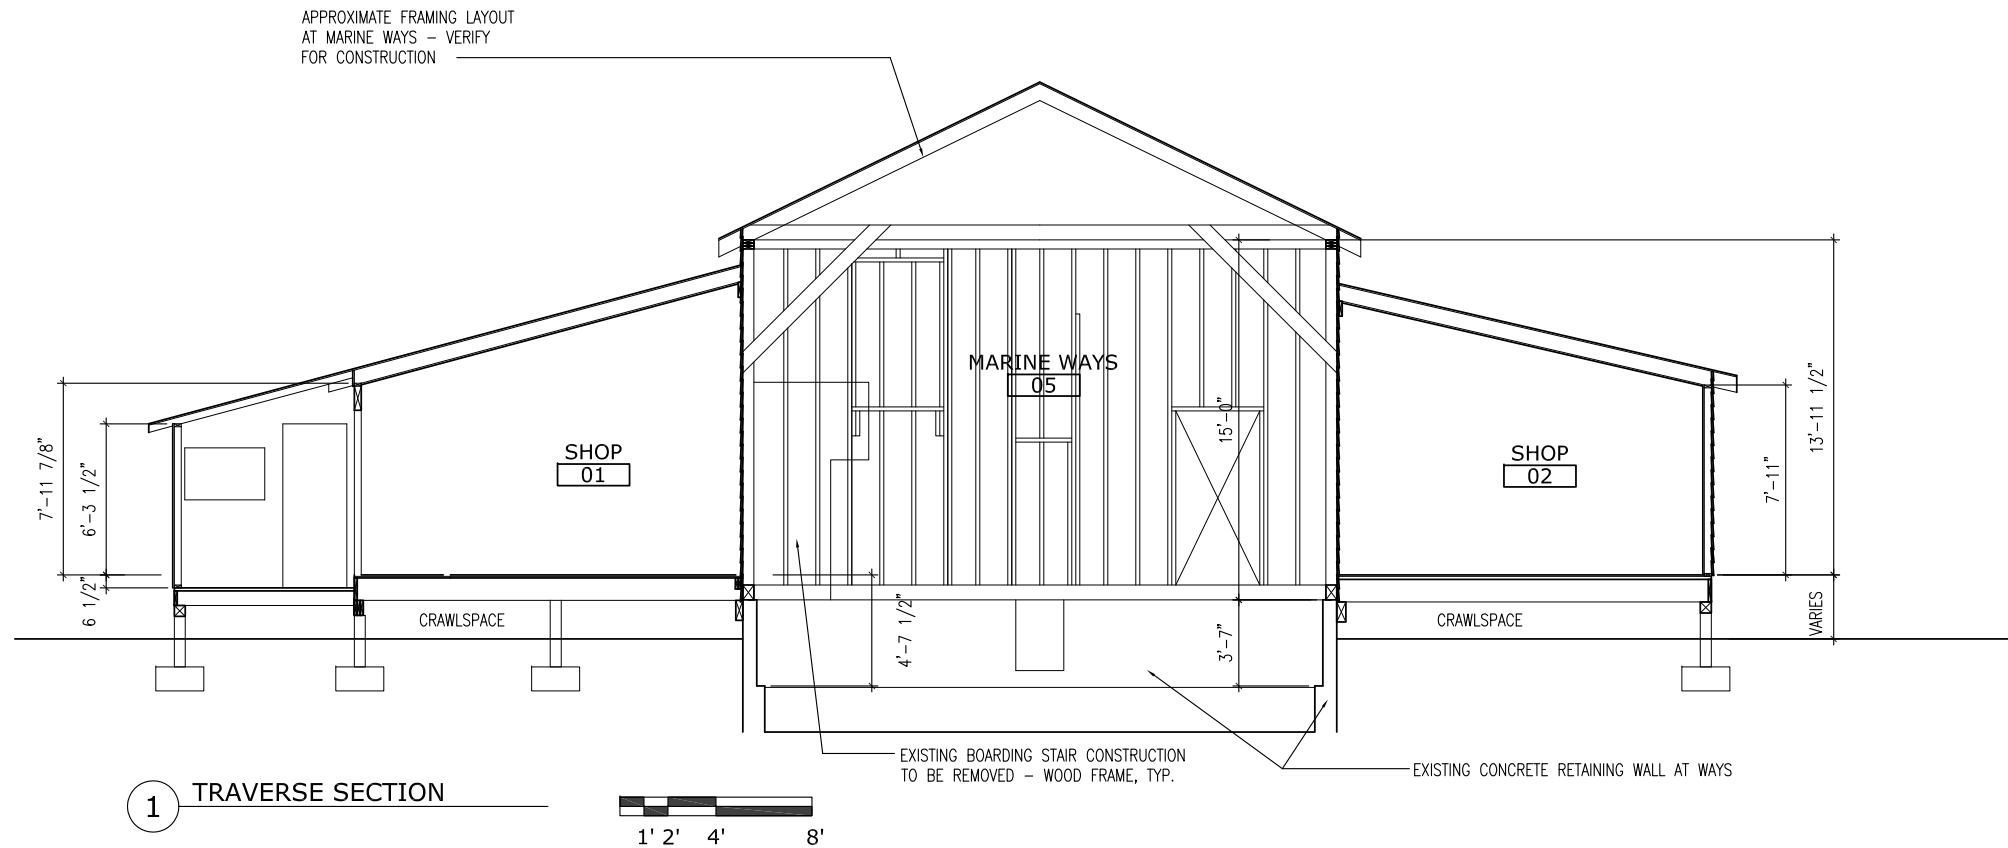 APPROXIMATE FRAMING LAYOUT
AT MARINE WAYS – VERIFY
FOR CONSTRUCTION
MARINE WAYS
05
SHOP
01
SHOP
02
7'-11 7/8"
6'-3 1/2"
6 1/2"
15'-0"
4'-7 1/2"
3'-7"
13'-11 1/2"
7'-11"
VARIES
CRAWLSPACE
CRAWLSPACE
EXISTING BOARDING STAIR CONSTRUCTION
TO BE REMOVED – WOOD FRAME, TYP.
EXISTING CONCRETE RETAINING WALL AT WAYS
1 TRAVERSE SECTION
1' 2' 4' 8'